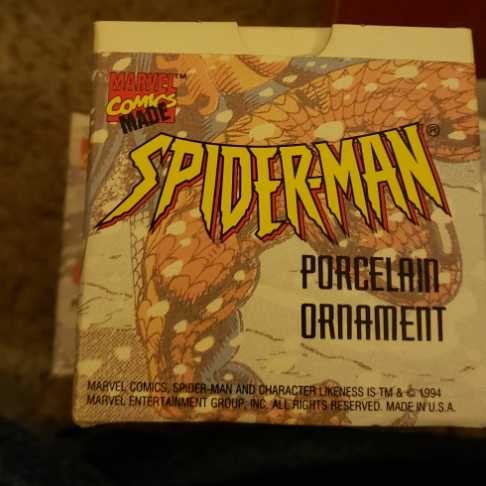 MARVEL™
COMICS
MADE
SPIDER-MAN®
PORCELAIN
ORNAMENT
MARVEL COMICS, SPIDER-MAN AND CHARACTER LIKENESS IS TM & © 1994
MARVEL ENTERTAINMENT GROUP, INC. ALL RIGHTS RESERVED. MADE IN U.S.A.